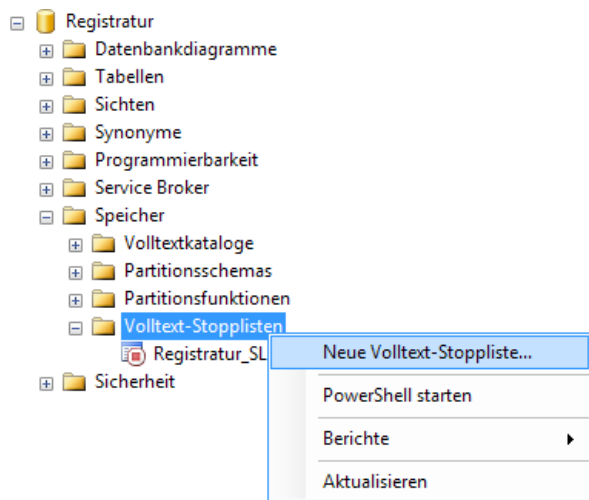 Registratur
Datenbankdiagramme
Tabellen
Sichten
Synonyme
Programmierbarkeit
Service Broker
Speicher
Volltextkataloge
Partitionsschemas
Partitionsfunktionen
Volltext-Stopplisten
Registratur_SL
Neue Volltext-Stoppliste...
Sicherheit
PowerShell starten
Berichte
Aktualisieren